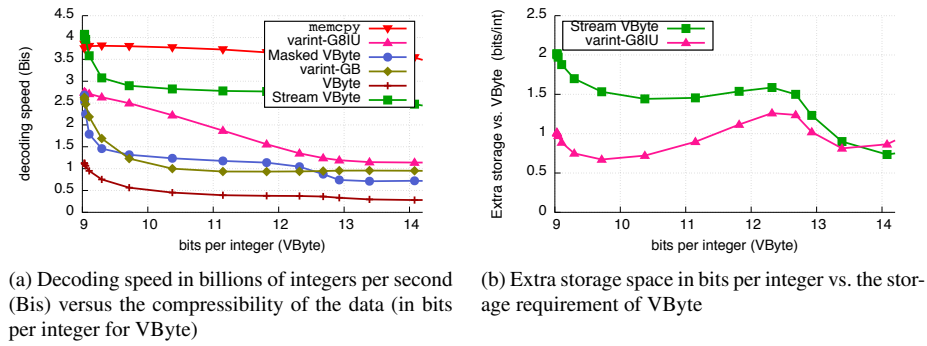 memcpy
varint-G8IU
Masked VByte
varint-GB
VByte
Stream VByte
decoding speed (Bis)
4.5
4
3.5
3
2.5
2
1.5
1
0.5
0
9
10
11
12
13
14
bits per integer (VByte)
Stream VByte
varint-G8IU
Extra storage vs. VByte (bits/int)
2.5
2
1.5
1
0.5
0
9
10
11
12
13
14
bits per integer (VByte)
(a) Decoding speed in billions of integers per second
(Bis) versus the compressibility of the data (in bits
per integer for VByte)
(b) Extra storage space in bits per integer vs. the stor-
age requirement of VByte